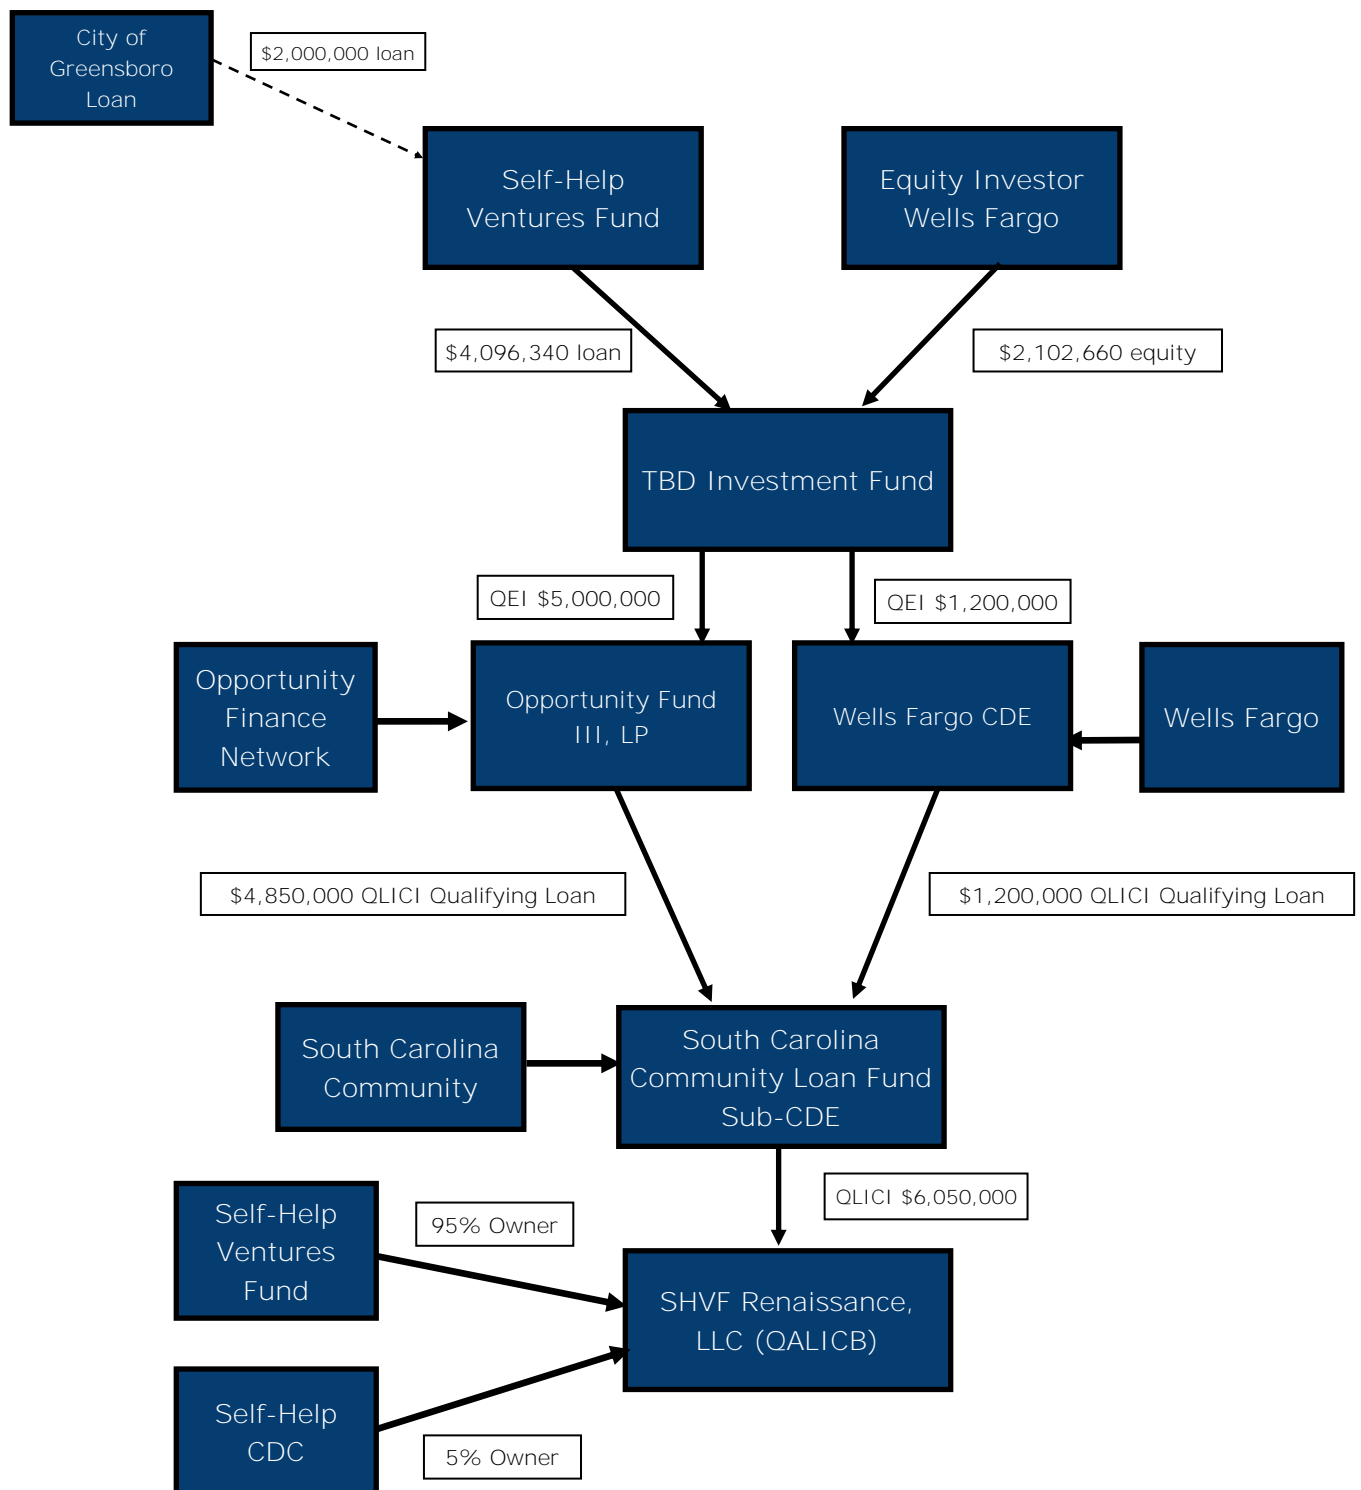 City of
Greensboro
Loan
$2,000,000 loan
Self-Help
Ventures Fund
Equity Investor
Wells Fargo
$4,096,340 loan
$2,102,660 equity
TBD Investment Fund
QEI $5,000,000
QEI $1,200,000
Opportunity
Finance
Network
Opportunity Fund
III, LP
Wells Fargo CDE
Wells Fargo
$4,850,000 QLICI Qualifying Loan
$1,200,000 QLICI Qualifying Loan
South Carolina
Community
South Carolina
Community Loan Fund
Sub-CDE
QLICI $6,050,000
Self-Help
Ventures
Fund
95% Owner
SHVF Renaissance,
LLC (QALICB)
Self-Help
CDC
5% Owner